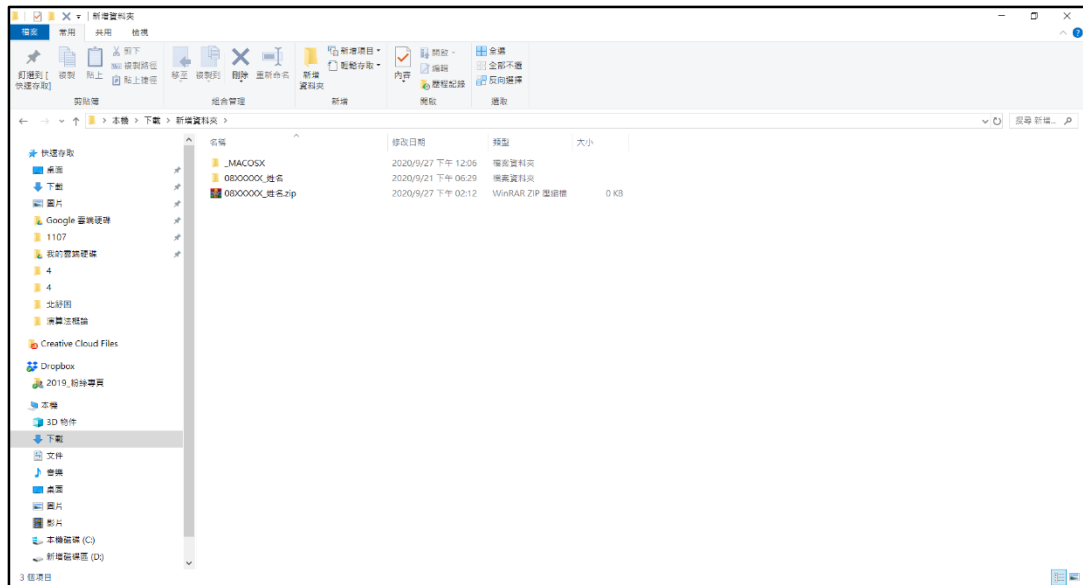 新增資料夾
檔案 常用 共用 檢視
釘選到 [快速存取]
複製
貼上
剪下
複製路徑
貼上捷徑
剪貼簿
移至
複製到
刪除
重新命名
組合管理
新增資料夾
新增項目
輕鬆存取
新增
內容
開啟
編輯
歷程記錄
開啟
全選
全部不選
反向選擇
選取
本機 > 下載 > 新增資料夾 >
搜尋 新增...
名稱 修改日期 類型 大小
_MACOSX 2020/9/27 下午 12:06 檔案資料夾
08XXXXX_姓名 2020/9/21 下午 06:29 檔案資料夾
08XXXXX_姓名.zip 2020/9/27 下午 02:12 WinRAR ZIP 壓縮檔 0 KB
快速存取
桌面
下載
圖片
Google 雲端硬碟
1107
我的雲端硬碟
4
4
演算法概論
Creative Cloud Files
Dropbox
2019_粉絲專頁
本機
3D 物件
下載
文件
音樂
桌面
圖片
影片
本機磁碟 (C:)
新增磁碟區 (D:)
3 個項目